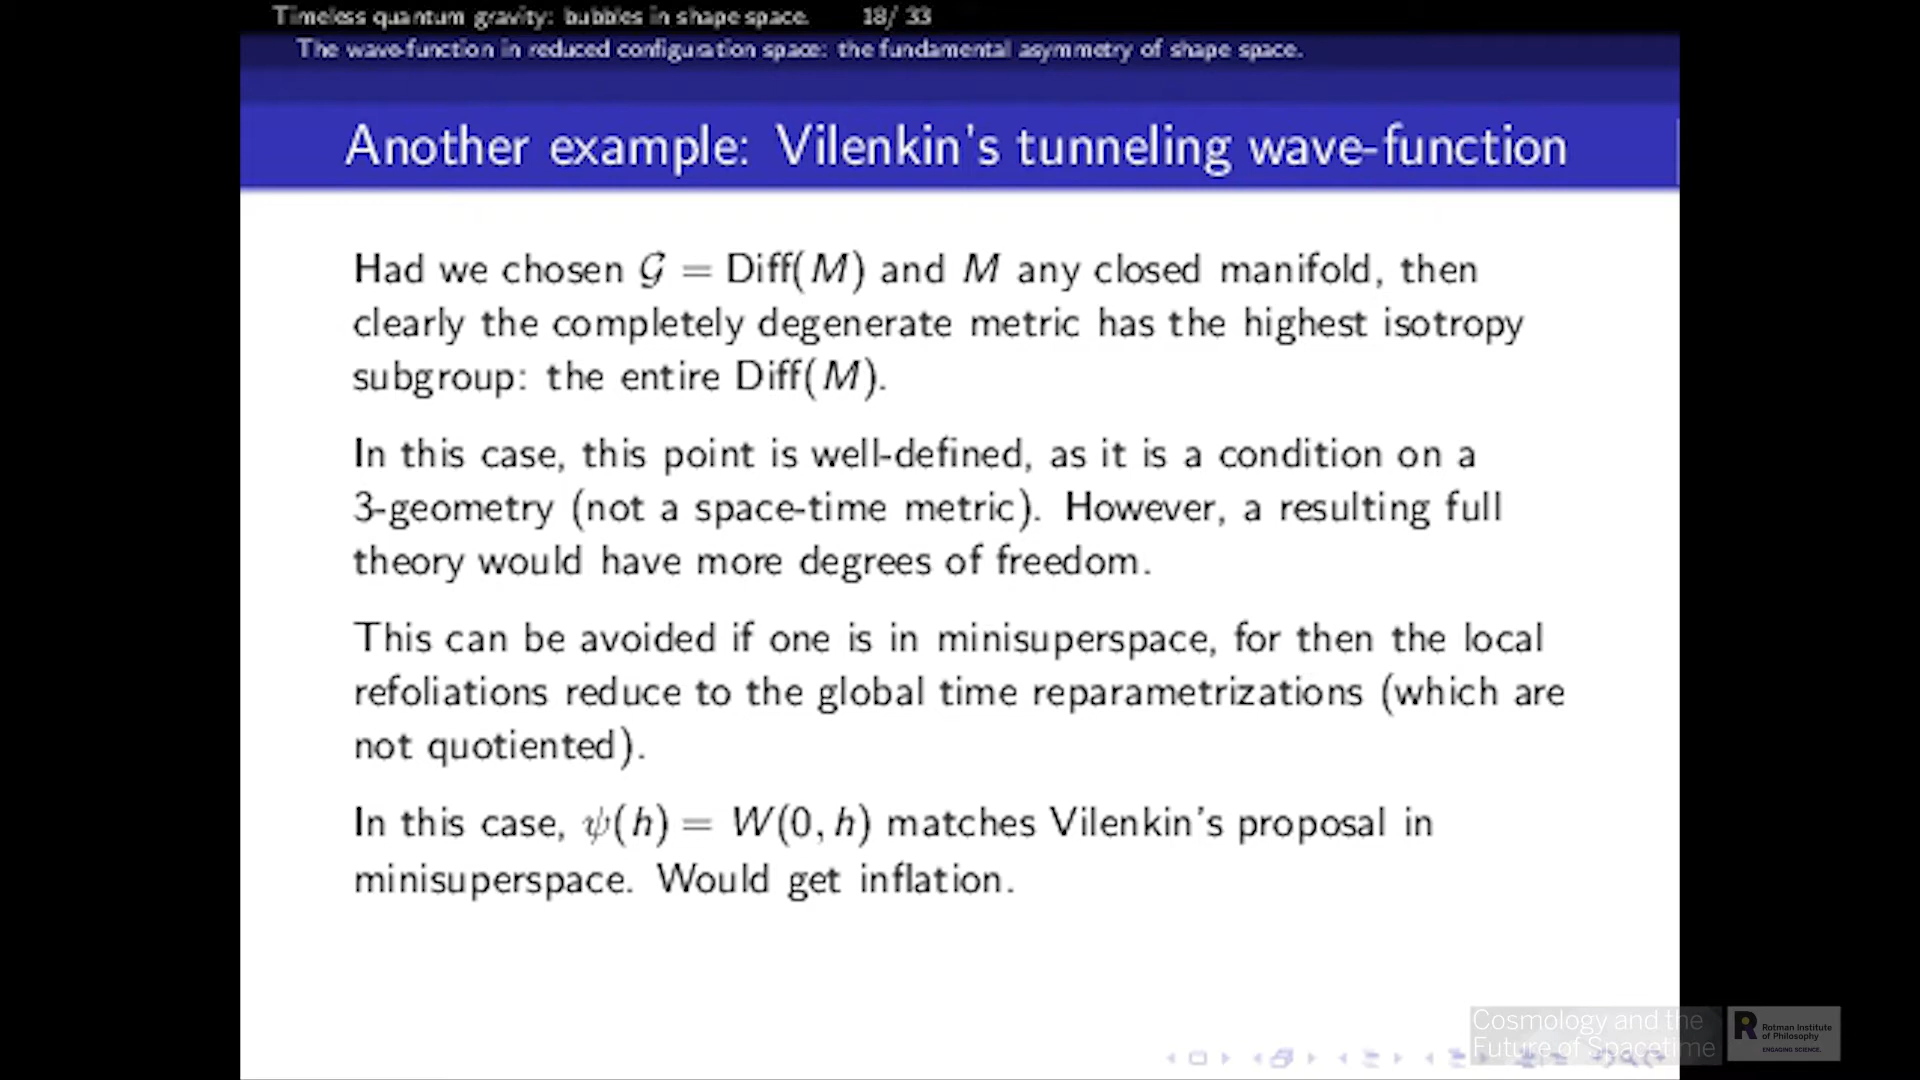 Timeless quantum gravity: bubbles in shape space. 18/ 33
The wave-function in reduced configuration space: the fundamental asymmetry of shape space.
Another example: Vilenkin's tunneling wave-function
Had we chosen 𝒢 = Diff(M) and M any closed manifold, then
clearly the completely degenerate metric has the highest isotropy
subgroup: the entire Diff(M).
In this case, this point is well-defined, as it is a condition on a
3-geometry (not a space-time metric). However, a resulting full
theory would have more degrees of freedom.
This can be avoided if one is in minisuperspace, for then the local
refoliations reduce to the global time reparametrizations (which are
not quotiented).
In this case, ψ(h) = W(0, h) matches Vilenkin's proposal in
minisuperspace. Would get inflation.
Cosmology and the
Future of Spacetime
Rotman Institute
of Philosophy
ENGAGING SCIENCE.